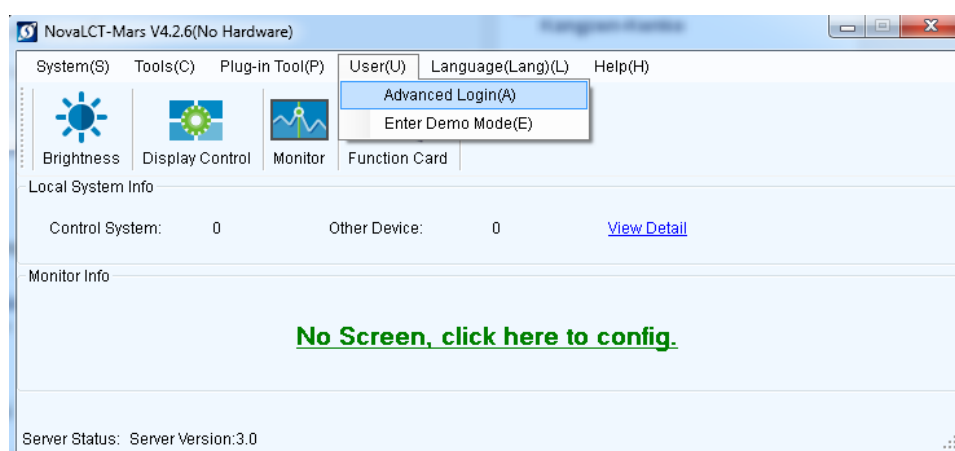 NovaLCT-Mars V4.2.6(No Hardware)
System(S) Tools(C) Plug-in Tool(P) User(U) Language(Lang)(L) Help(H)
Advanced Login(A)
Enter Demo Mode(E)
Brightness Display Control Monitor Function Card
Local System Info
Control System: 0 Other Device: 0 View Detail
Monitor Info
No Screen, click here to config.
Server Status: Server Version:3.0